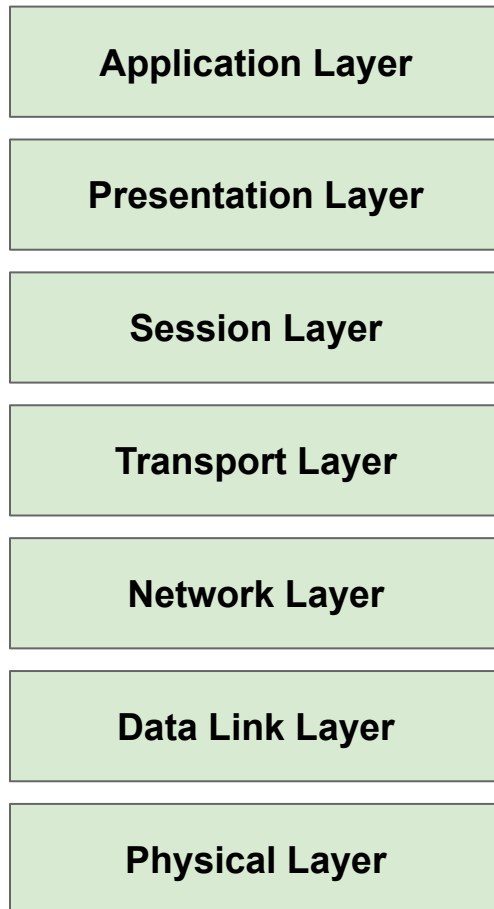 Application Layer
Presentation Layer
Session Layer
Transport Layer
Network Layer
Data Link Layer
Physical Layer